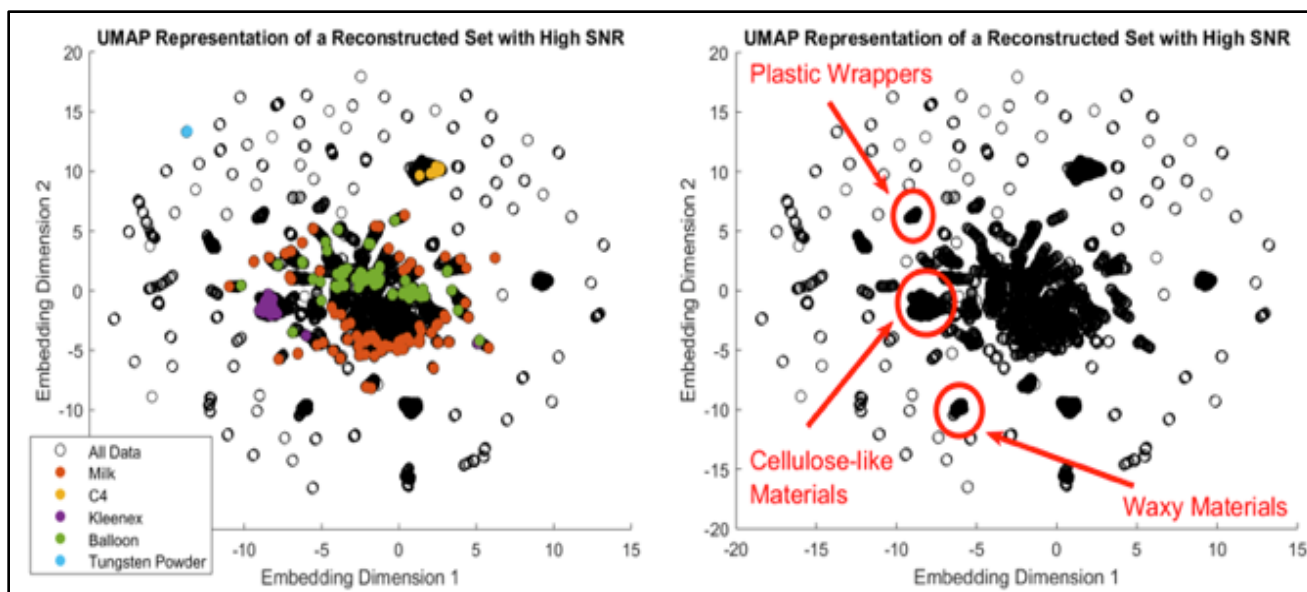 UMAP Representation of a Reconstructed Set with High SNR
20
15
10
5
0
-5
-10
Embedding Dimension 2
All Data
Milk
C4
Kleenex
Balloon
Tungsten Powder
-10
-5
0
5
10
15
Embedding Dimension 1
UMAP Representation of a Reconstructed Set with High SNR
Plastic Wrappers
20
15
10
5
0
-5
-10
-15
-20
Embedding Dimension 2
Cellulose-like
Materials
Waxy Materials
-20
-15
-10
-5
0
5
10
15
Embedding Dimension 1